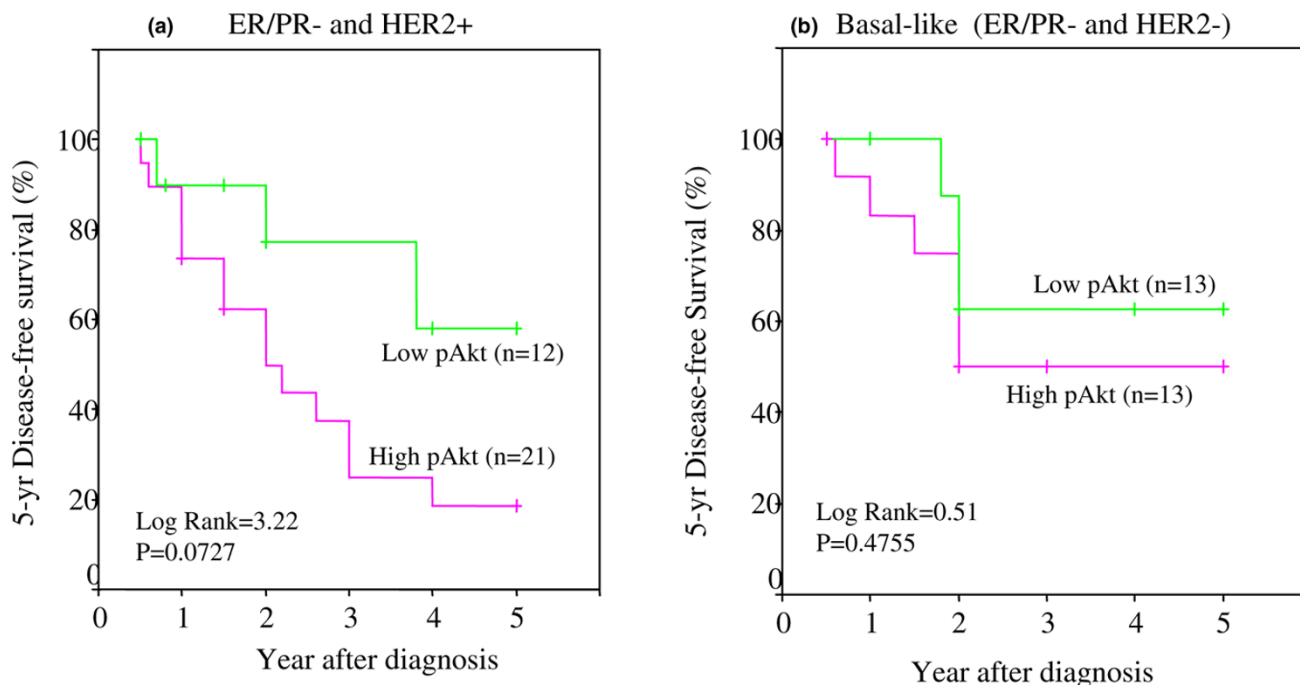 (a) ER/PR- and HER2+
5-yr Disease-free survival (%)
100
80
60
40
20
0
Low pAkt (n=12)
High pAkt (n=21)
Log Rank=3.22
P=0.0727
0 1 2 3 4 5
Year after diagnosis
(b) Basal-like (ER/PR- and HER2-)
5-yr Disease-free Survival (%)
100
80
60
40
20
0
Low pAkt (n=13)
High pAkt (n=13)
Log Rank=0.51
P=0.4755
0 1 2 3 4 5
Year after diagnosis